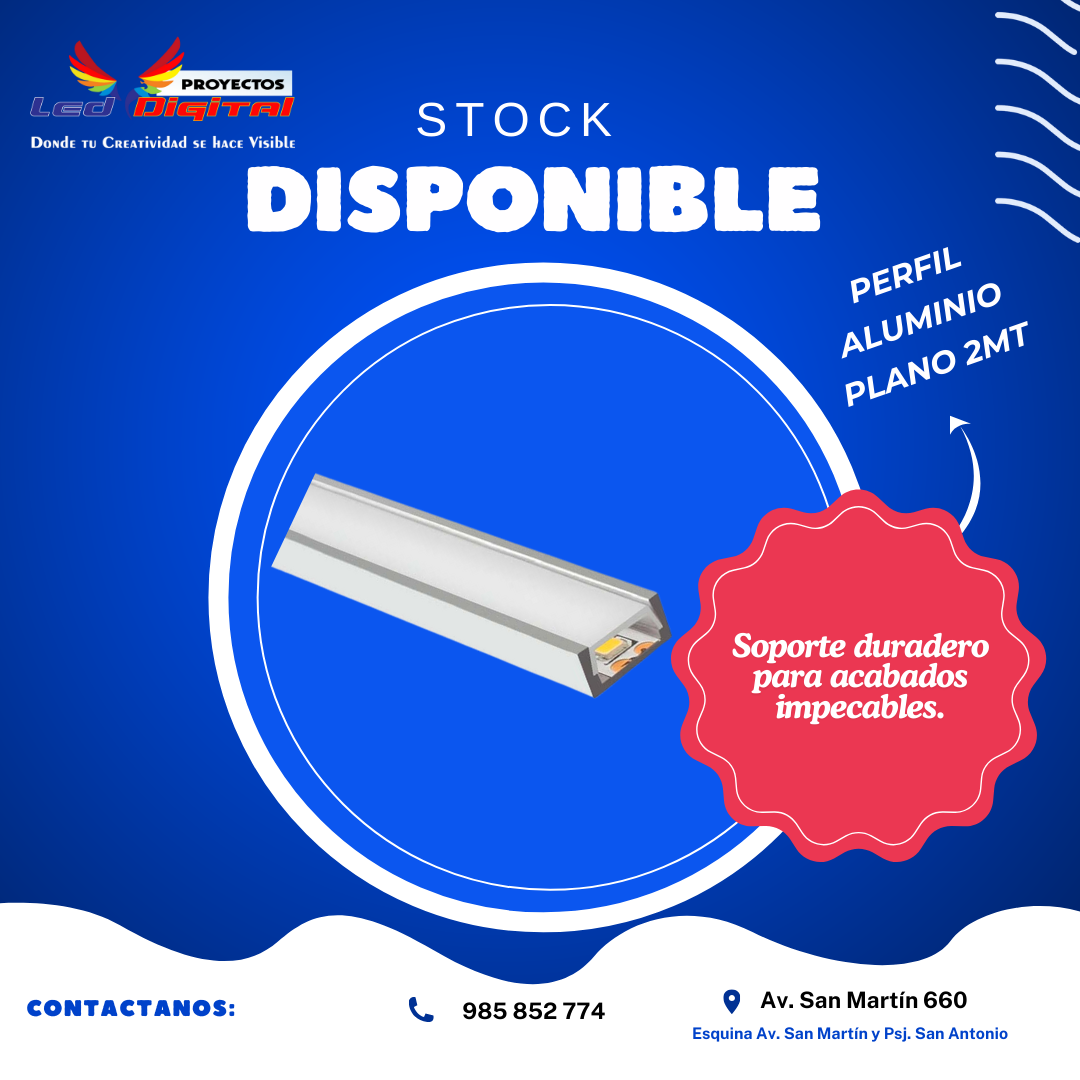 PROYECTOS
Led Digital
Donde tu Creatividad se hace Visible
STOCK
DISPONIBLE
PERFIL
ALUMINIO
PLANO 2MT
Soporte duradero
para acabados
impecables.
CONTACTANOS:
985 852 774
Av. San Martín 660
Esquina Av. San Martín y Psj. San Antonio